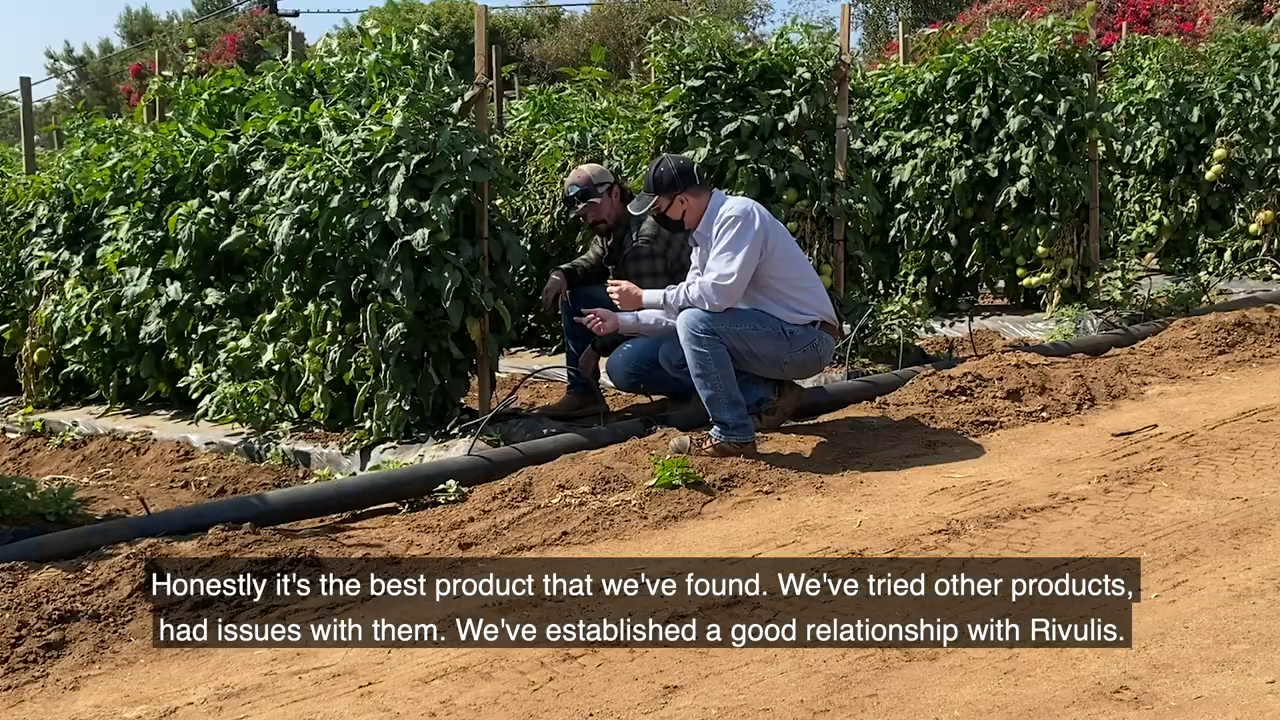 Honestly it's the best product that we've found. We've tried other products,
had issues with them. We've established a good relationship with Rivulis.